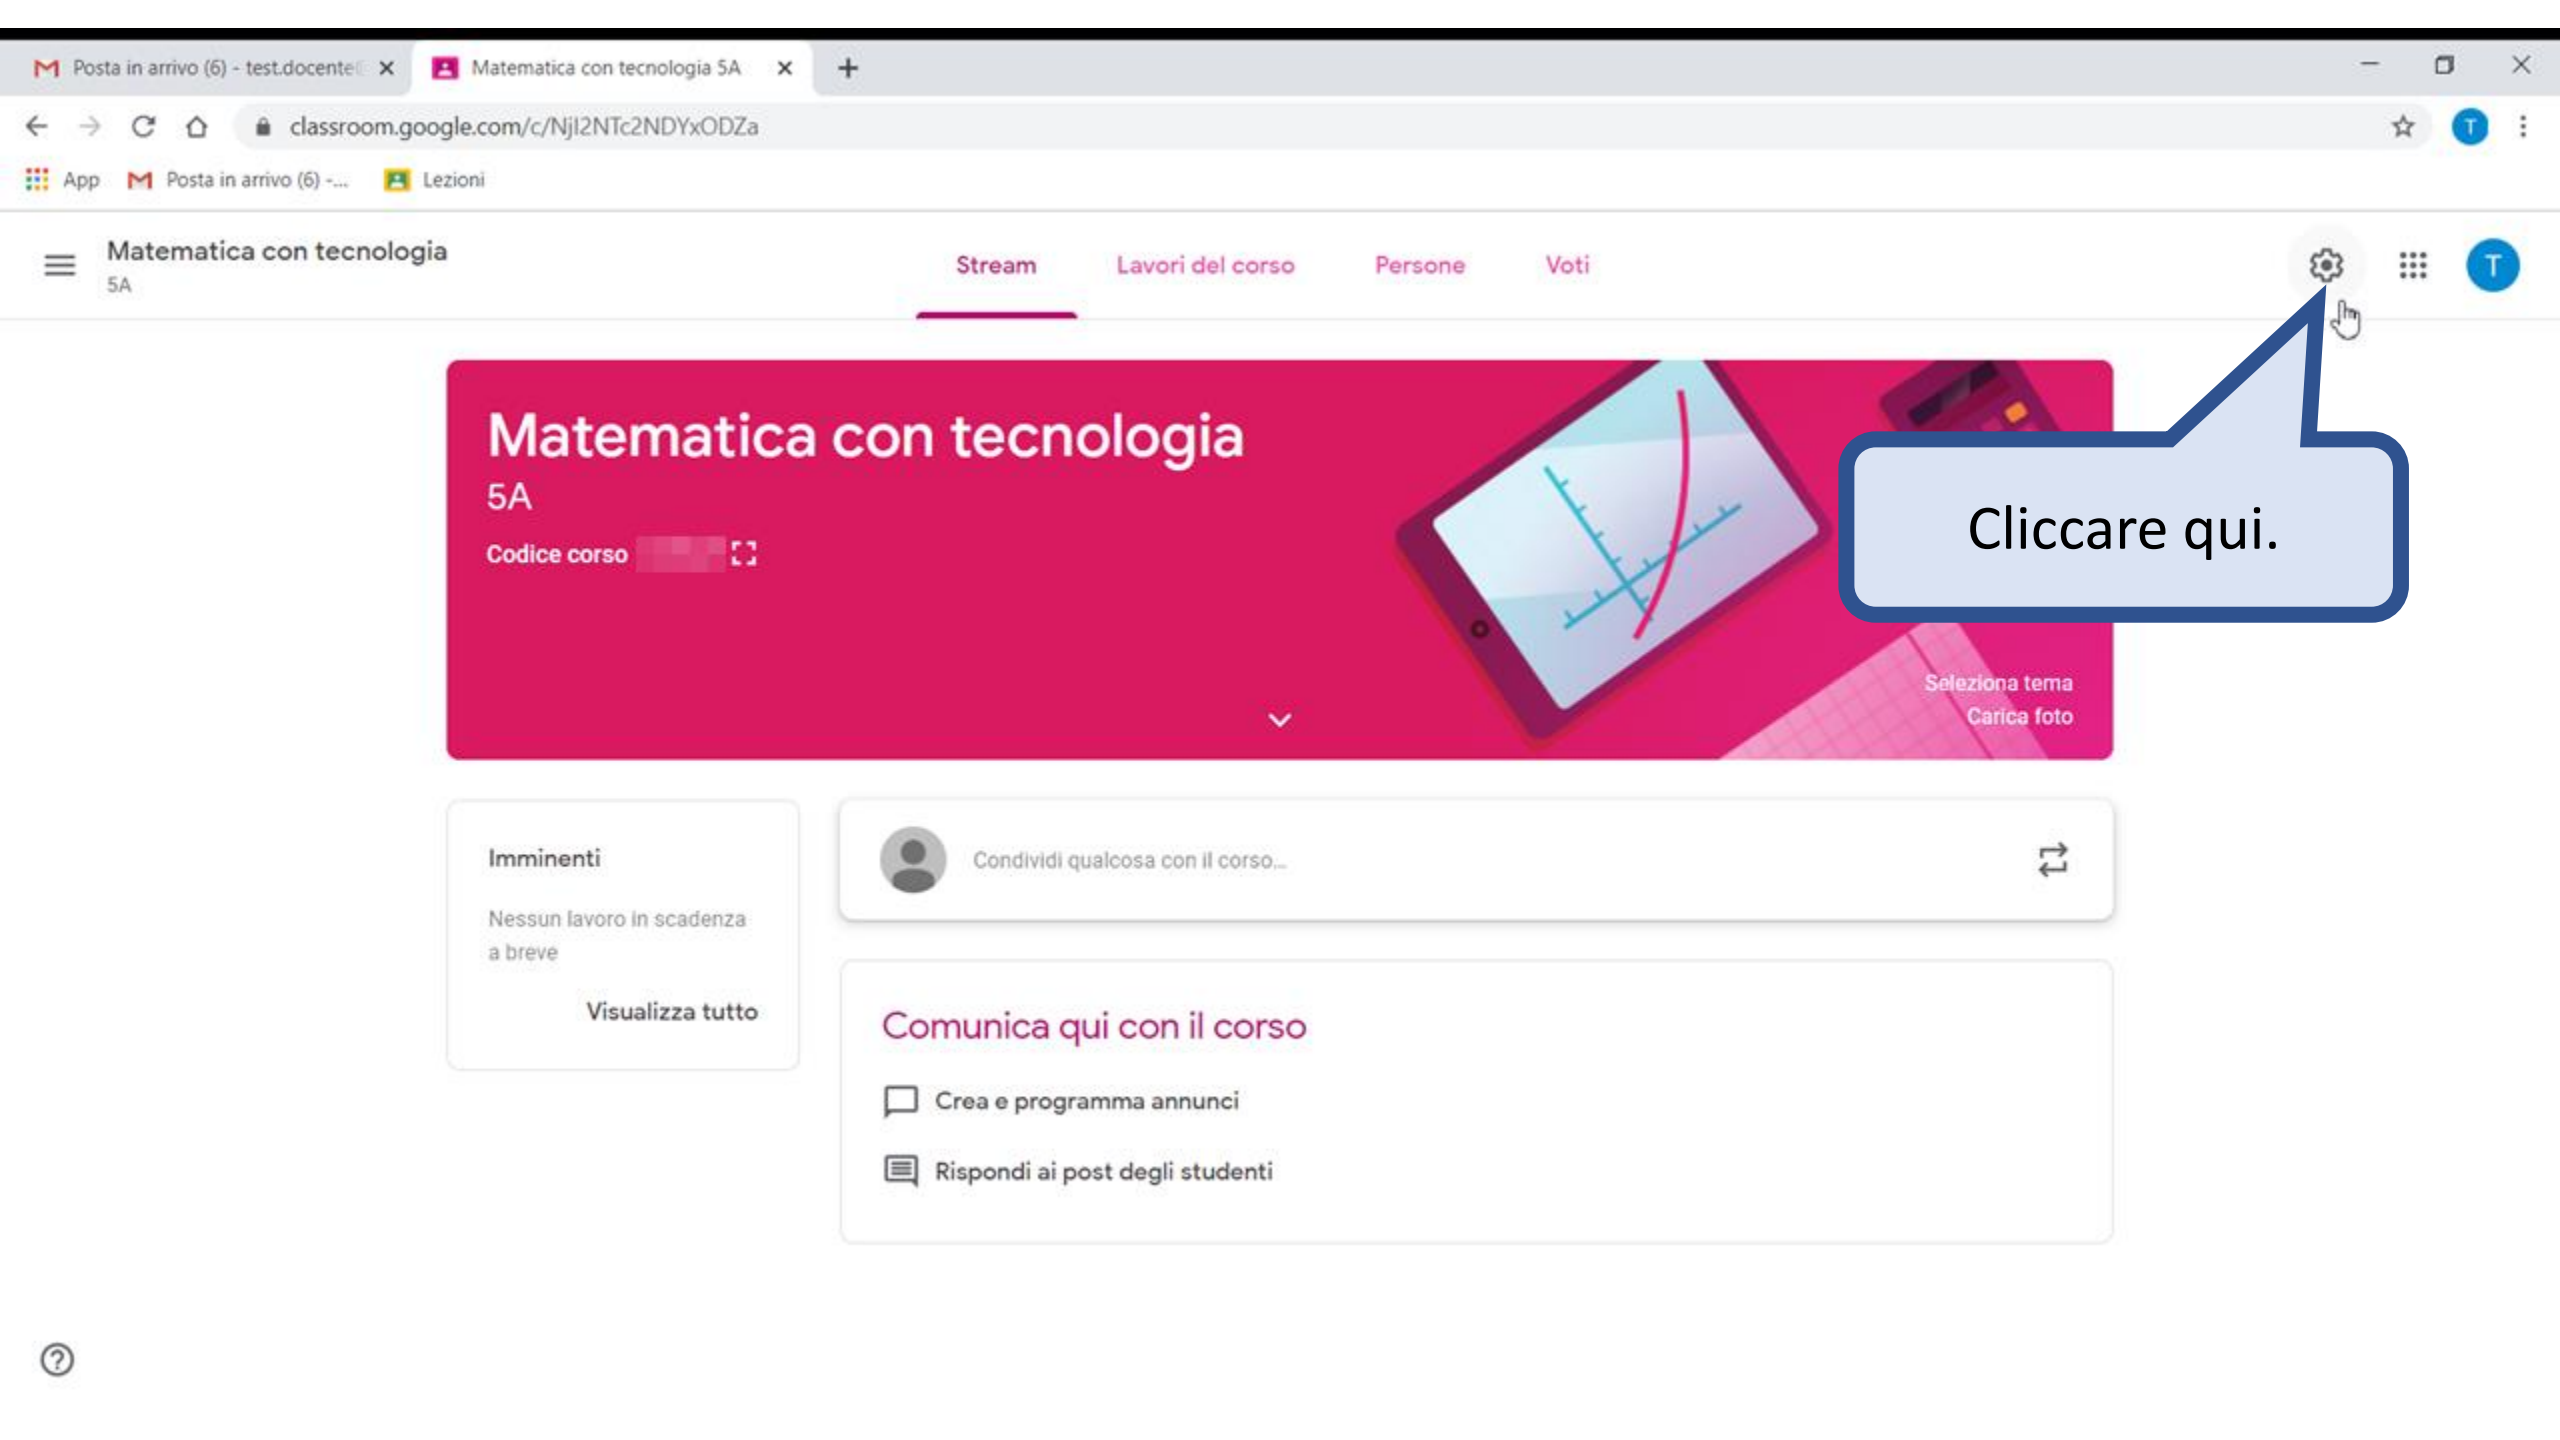 Posta in arrivo (6) - test.docente
Matematica con tecnologia 5A
classroom.google.com/c/NjI2NTc2NDYxODZa
T
App
Posta in arrivo (6) -...
Lezioni
Matematica con tecnologia
5A
Stream
Lavori del corso
Persone
Voti
T
Matematica con tecnologia
5A
Codice corso
Cliccare qui.
Seleziona tema
Carica foto
Imminenti
Nessun lavoro in scadenza
a breve
Visualizza tutto
Condividi qualcosa con il corso...
Comunica qui con il corso
Crea e programma annunci
Rispondi ai post degli studenti